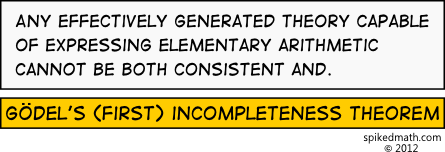 ANY EFFECTIVELY GENERATED THEORY CAPABLE
OF EXPRESSING ELEMENTARY ARITHMETIC
CANNOT BE BOTH CONSISTENT AND.
GÖDEL'S (FIRST) INCOMPLETENESS THEOREM
spikedmath.com
© 2012